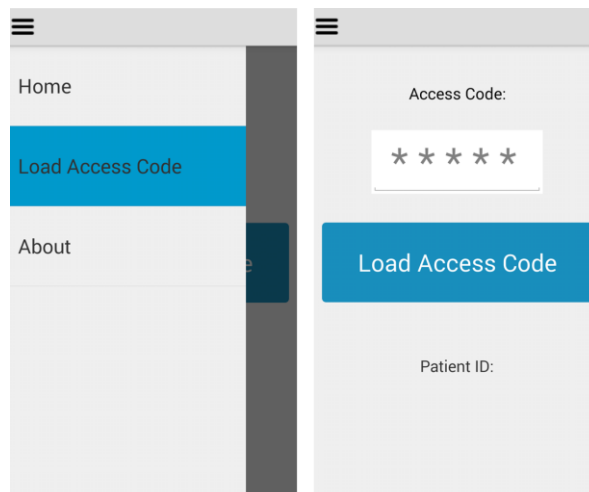 Home
Load Access Code
About
e
Access Code:
* * * * *
Load Access Code
Patient ID: